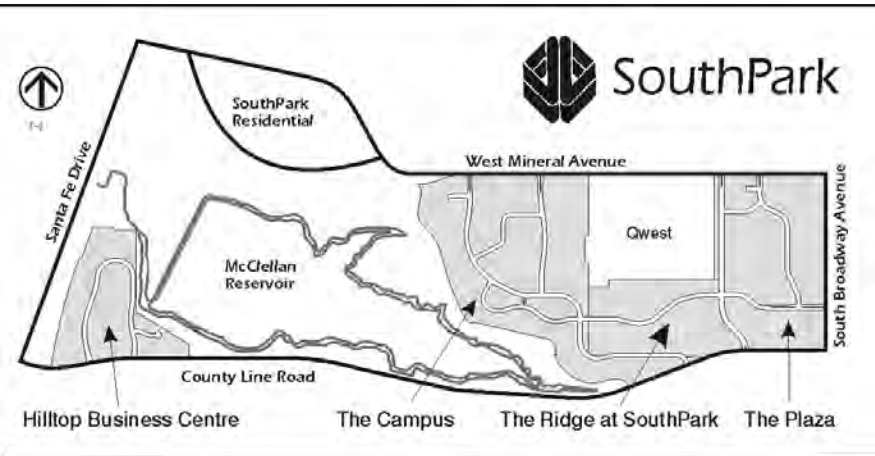 SouthPark
SouthPark
Residential
N
West Mineral Avenue
Santa Fe Drive
South Broadway Avenue
Qwest
McClellan
Reservoir
County Line Road
Hilltop Business Centre
The Campus
The Ridge at SouthPark
The Plaza